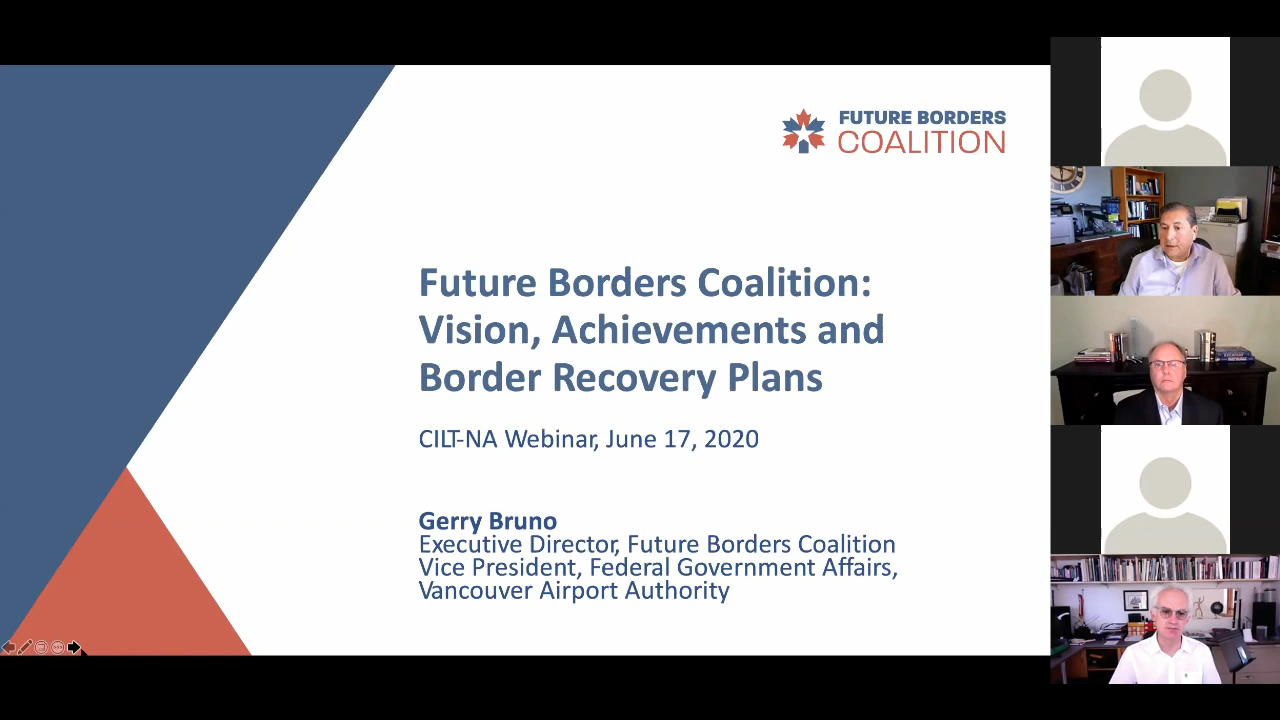 FUTURE BORDERS
COALITION
Future Borders Coalition:
Vision, Achievements and
Border Recovery Plans
CILT-NA Webinar, June 17, 2020
Gerry Bruno
Executive Director, Future Borders Coalition
Vice President, Federal Government Affairs,
Vancouver Airport Authority